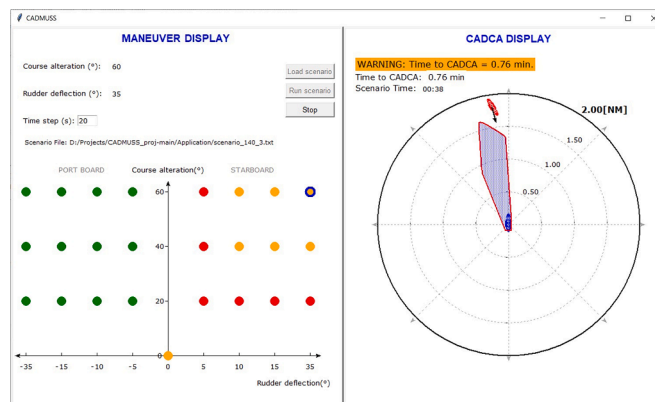 CADMUSS
MANEUVER DISPLAY
Course alteration (°): 60
Rudder deflection (°): 35
Time step (s): 20
Load scenario
Run scenario
Stop
Scenario File: D:/Projects/CADMUSS_proj-main/Application/scenario_140_3.txt
PORT BOARD Course alteration(°) STARBOARD
60
40
20
0
-35 -15 -10 -5 0 5 10 15 35
Rudder deflection(°)
CADCA DISPLAY
WARNING: Time to CADCA = 0.76 min.
Time to CADCA: 0.76 min
Scenario Time: 00:38
2.00[NM]
1.50
1.00
0.50